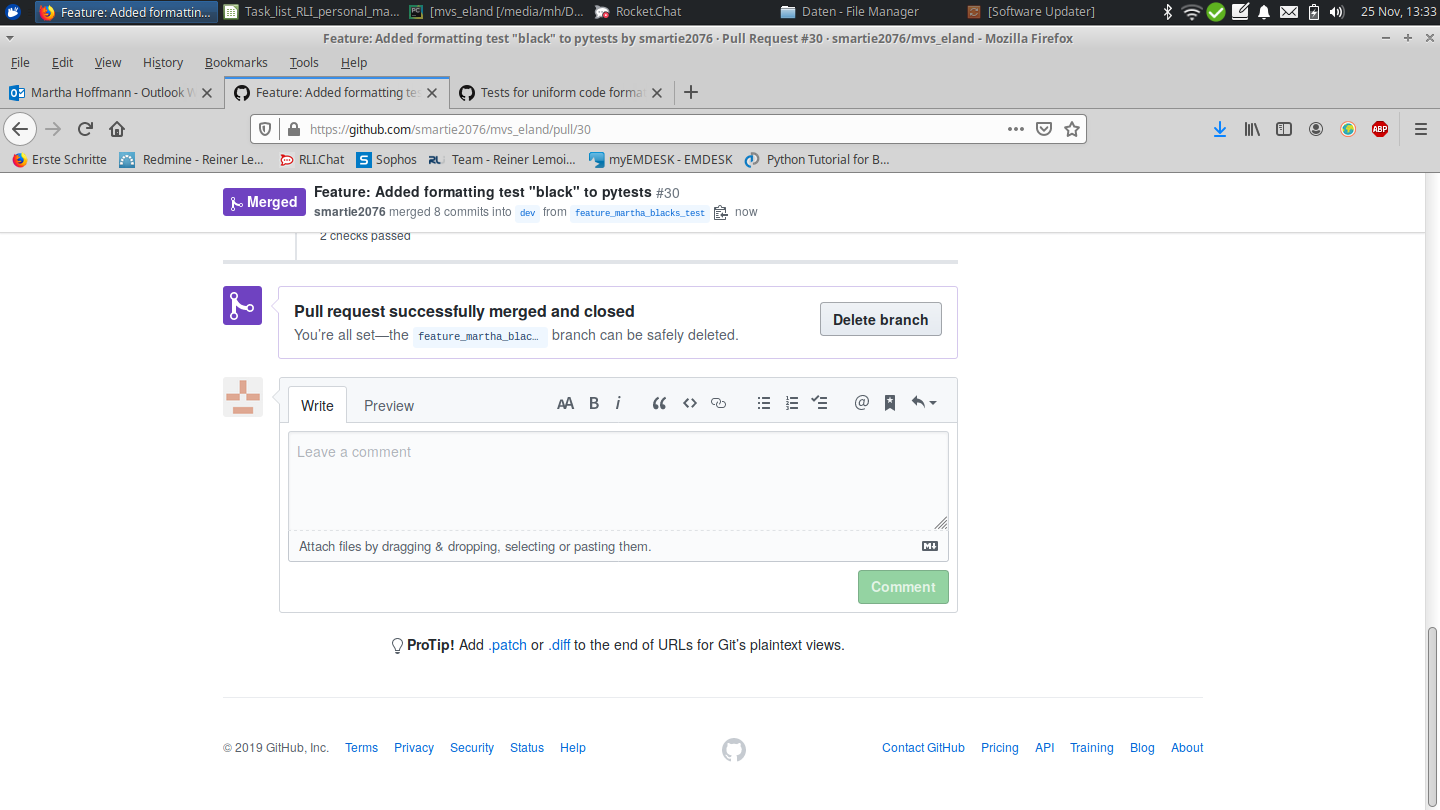 Feature: Added formattin...
Task_list_RLI_personal_ma...
[mvs_eland [/media/mh/D...
Rocket.Chat
Daten - File Manager
[Software Updater]
25 Nov, 13:33
Feature: Added formatting test "black" to pytests by smartie2076 · Pull Request #30 · smartie2076/mvs_eland - Mozilla Firefox
File Edit View History Bookmarks Tools Help
Martha Hoffmann - Outlook W
Feature: Added formatting te
Tests for uniform code format
https://github.com/smartie2076/mvs_eland/pull/30
ABP
Erste Schritte
Redmine - Reiner Le...
RLI.Chat
Sophos
Team - Reiner Lemoi...
myEMDESK - EMDESK
Python Tutorial for B...
Merged
Feature: Added formatting test "black" to pytests #30
smartie2076 merged 8 commits into dev from feature_martha_blacks_test now
2 checks passed
Pull request successfully merged and closed
You're all set—the feature_martha_blac... branch can be safely deleted.
Delete branch
Write Preview
Leave a comment
Attach files by dragging & dropping, selecting or pasting them.
Comment
ProTip! Add .patch or .diff to the end of URLs for Git's plaintext views.
© 2019 GitHub, Inc. Terms Privacy Security Status Help
Contact GitHub Pricing API Training Blog About